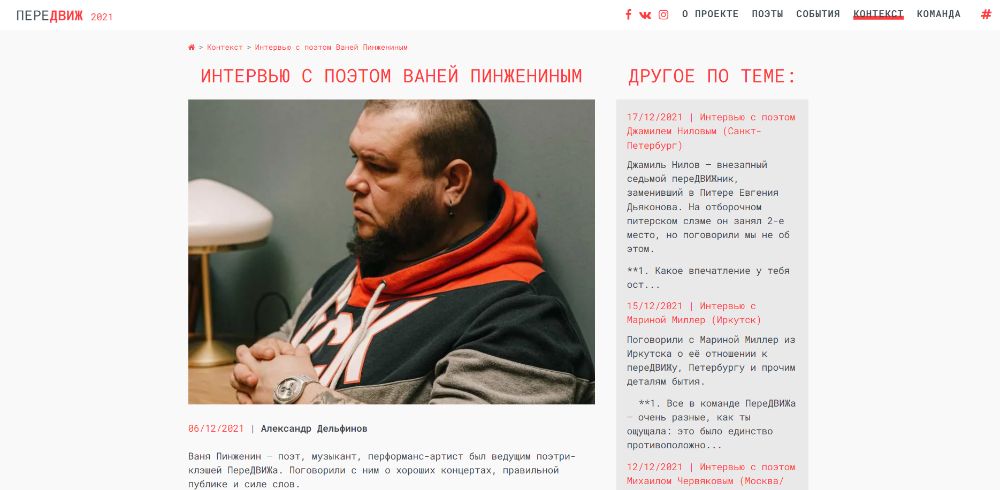 ПЕРЕДВИЖ 2021
О ПРОЕКТЕ ПОЭТЫ СОБЫТИЯ КОНТЕКСТ КОМАНДА #
> Контекст > Интервью с поэтом Ваней Пинжениным
ИНТЕРВЬЮ С ПОЭТОМ ВАНЕЙ ПИНЖЕНИНЫМ
06/12/2021 | Александр Дельфинов
Ваня Пинженин — поэт, музыкант, перформанс-артист был ведущим поэтри-
клэшей ПереДВИЖа. Поговорили с ним о хороших концертах, правильной
публике и силе слов.
ДРУГОЕ ПО ТЕМЕ:
17/12/2021 | Интервью с поэтом
Джамилем Ниловым (Санкт-
Петербург)
Джамиль Нилов — внезапный
седьмой переДВИЖник,
заменивший в Питере Евгения
Дьяконова. На отборочном
питерском слэме он занял 2-е
место, но поговорили мы не об
этом.
**1. Какое впечатление у тебя
ост...
15/12/2021 | Интервью с
Мариной Миллер (Иркутск)
Поговорили с Мариной Миллер из
Иркутска о её отношении к
переДВИЖу, Петербургу и прочим
деталям бытия.
**1. Все в команде ПереДВИЖа
— очень разные, как ты
ощущала: это было единство
противоположно...
12/12/2021 | Интервью с поэтом
Михаилом Червяковым (Москва/